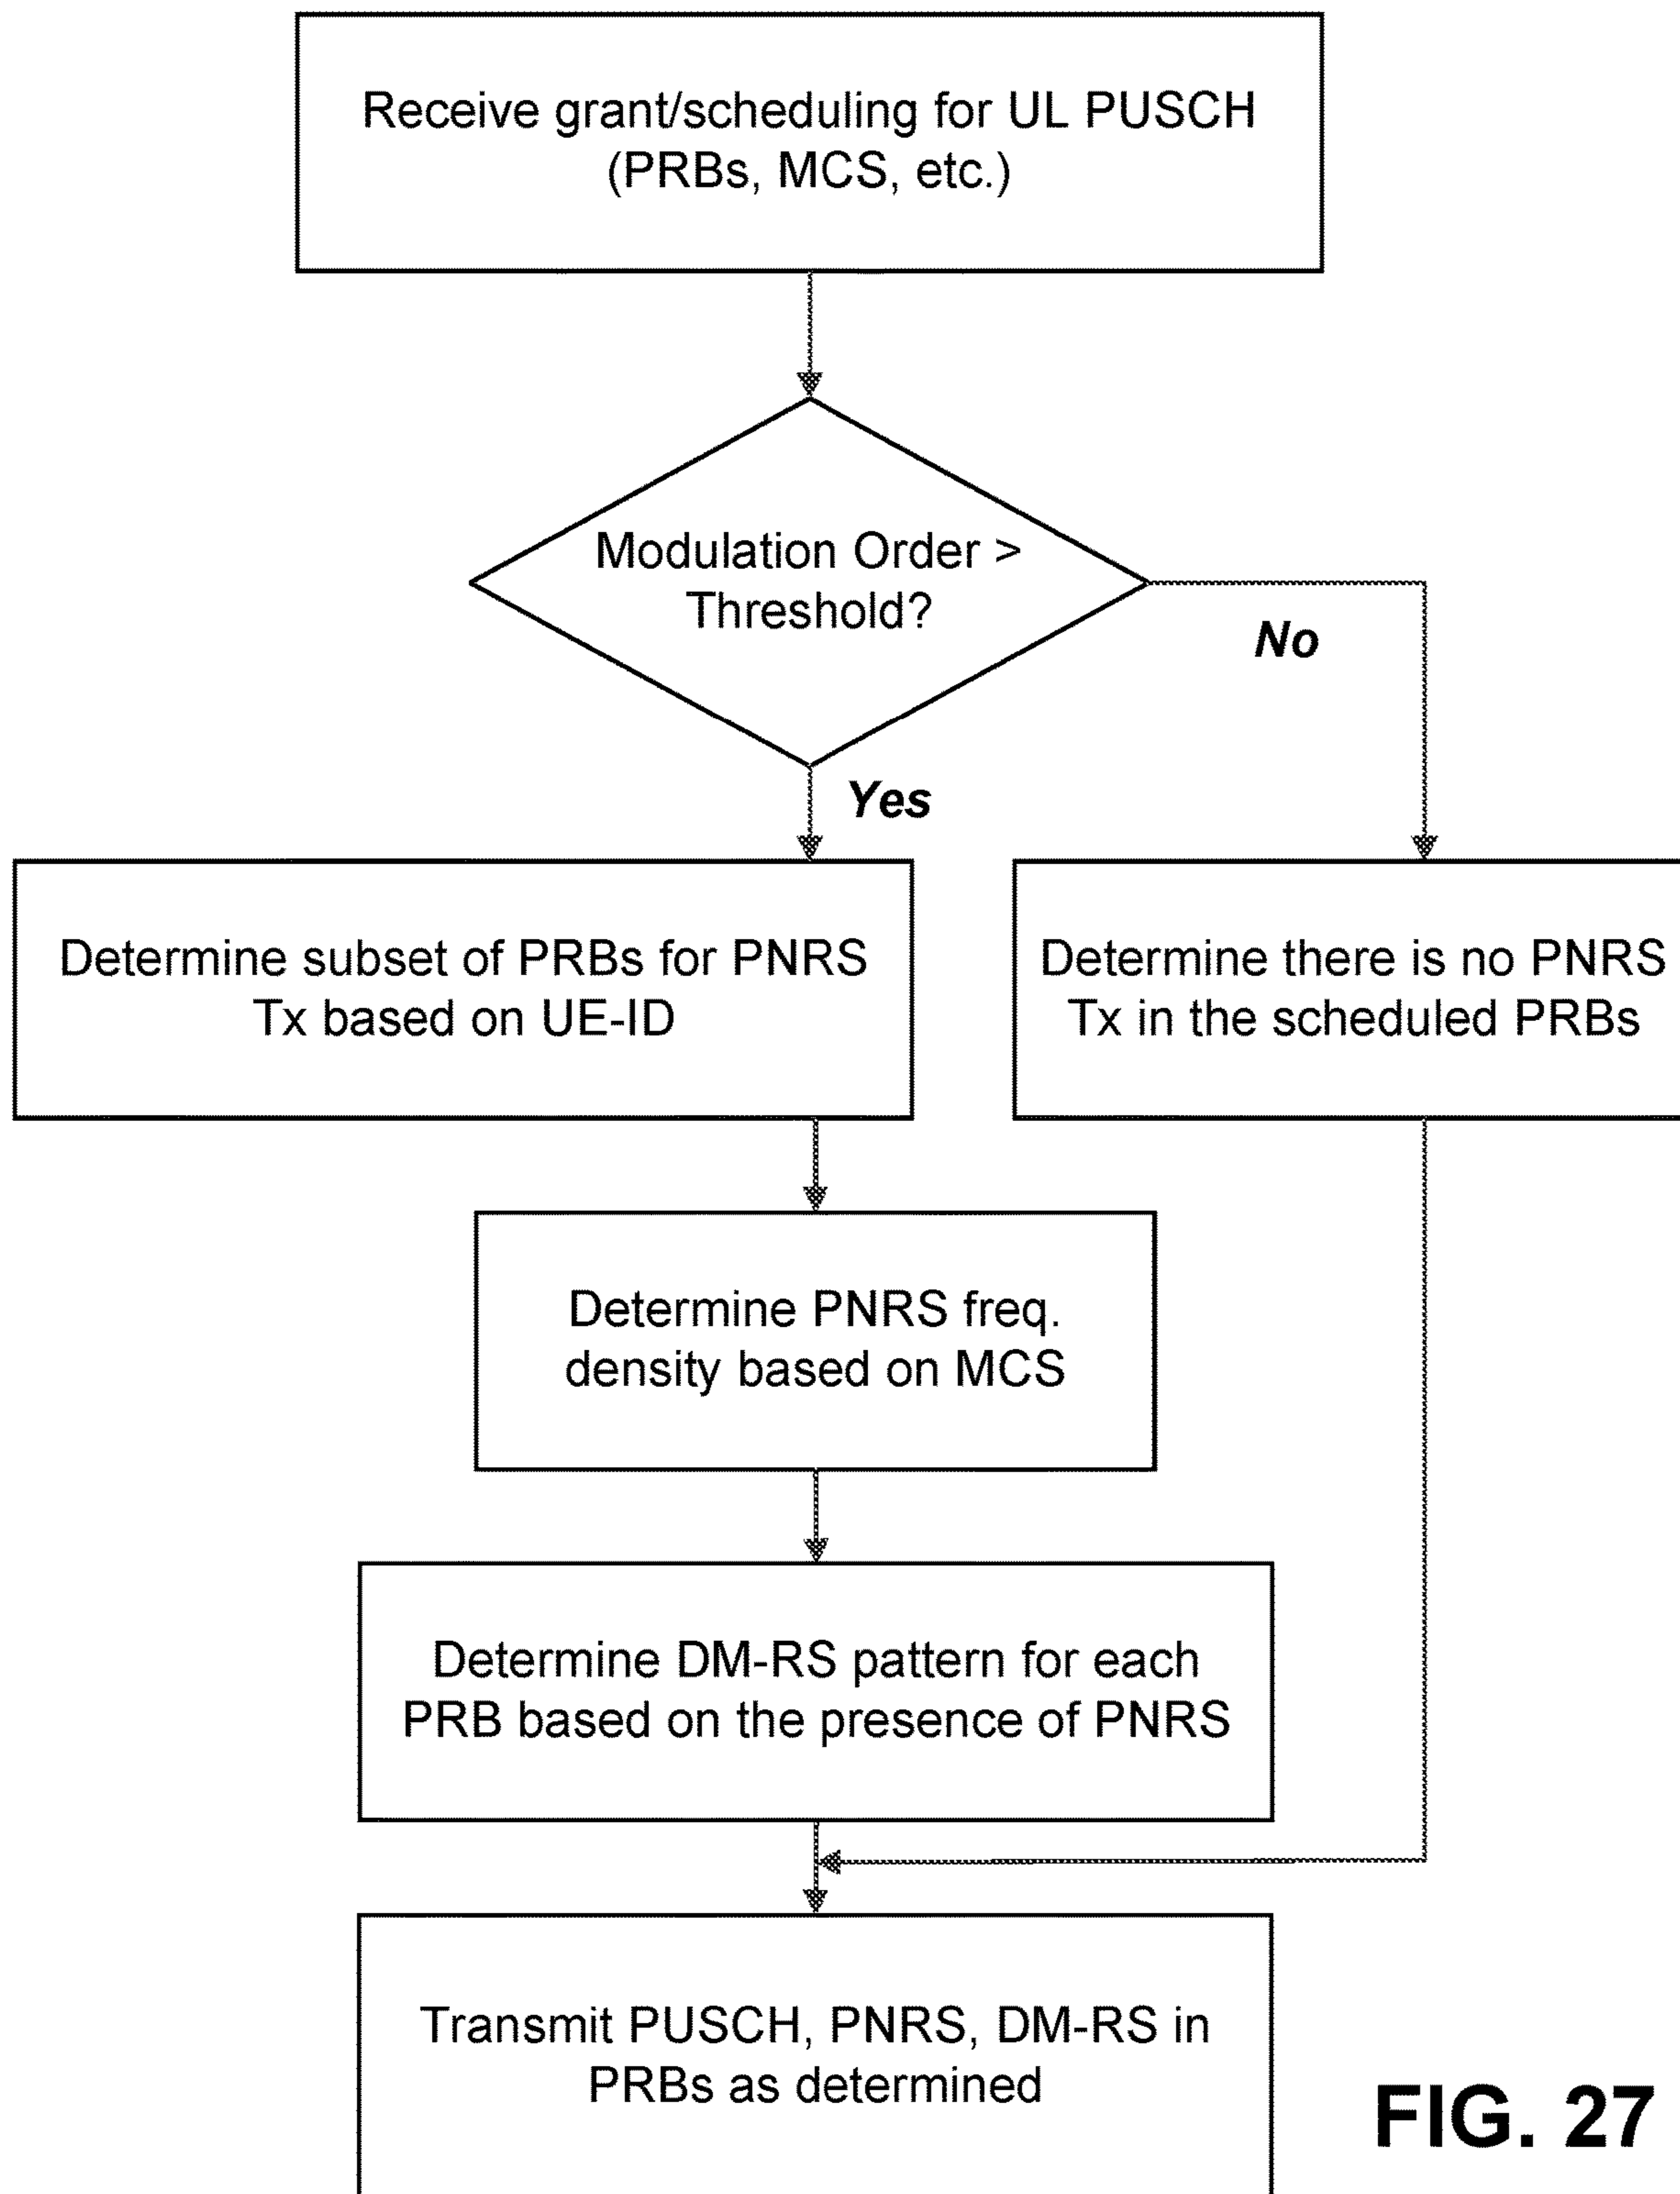 Receive grant/scheduling for UL PUSCH
(PRBs, MCS, etc.)
Modulation Order >
Threshold?
No
Yes
Determine subset of PRBs for PNRS
Tx based on UE-ID
Determine there is no PNRS
Tx in the scheduled PRBs
Determine PNRS freq.
density based on MCS
Determine DM-RS pattern for each
PRB based on the presence of PNRS
Transmit PUSCH, PNRS, DM-RS in
PRBs as determined
FIG. 27